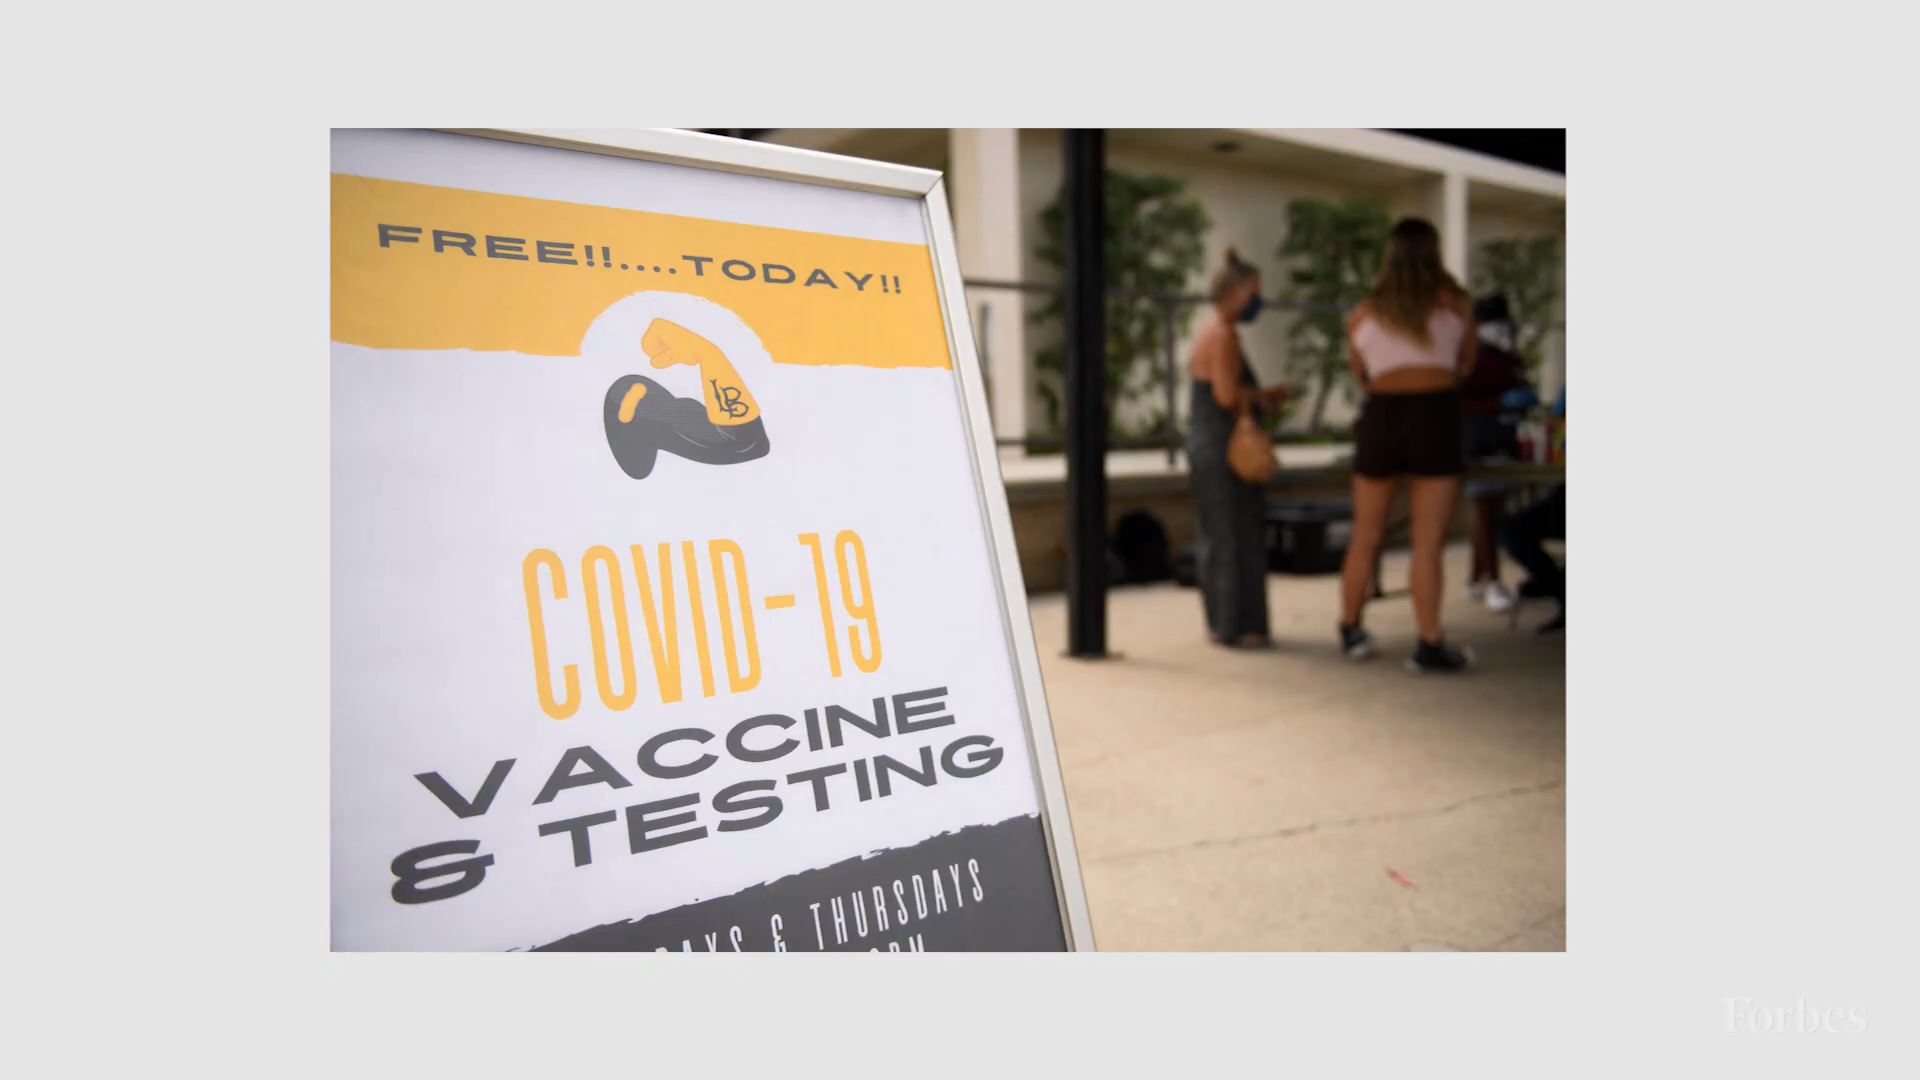 FREE!!....TODAY!!
LB
COVID-19
VACCINE
& TESTING
& THURSDAYS
Forbes